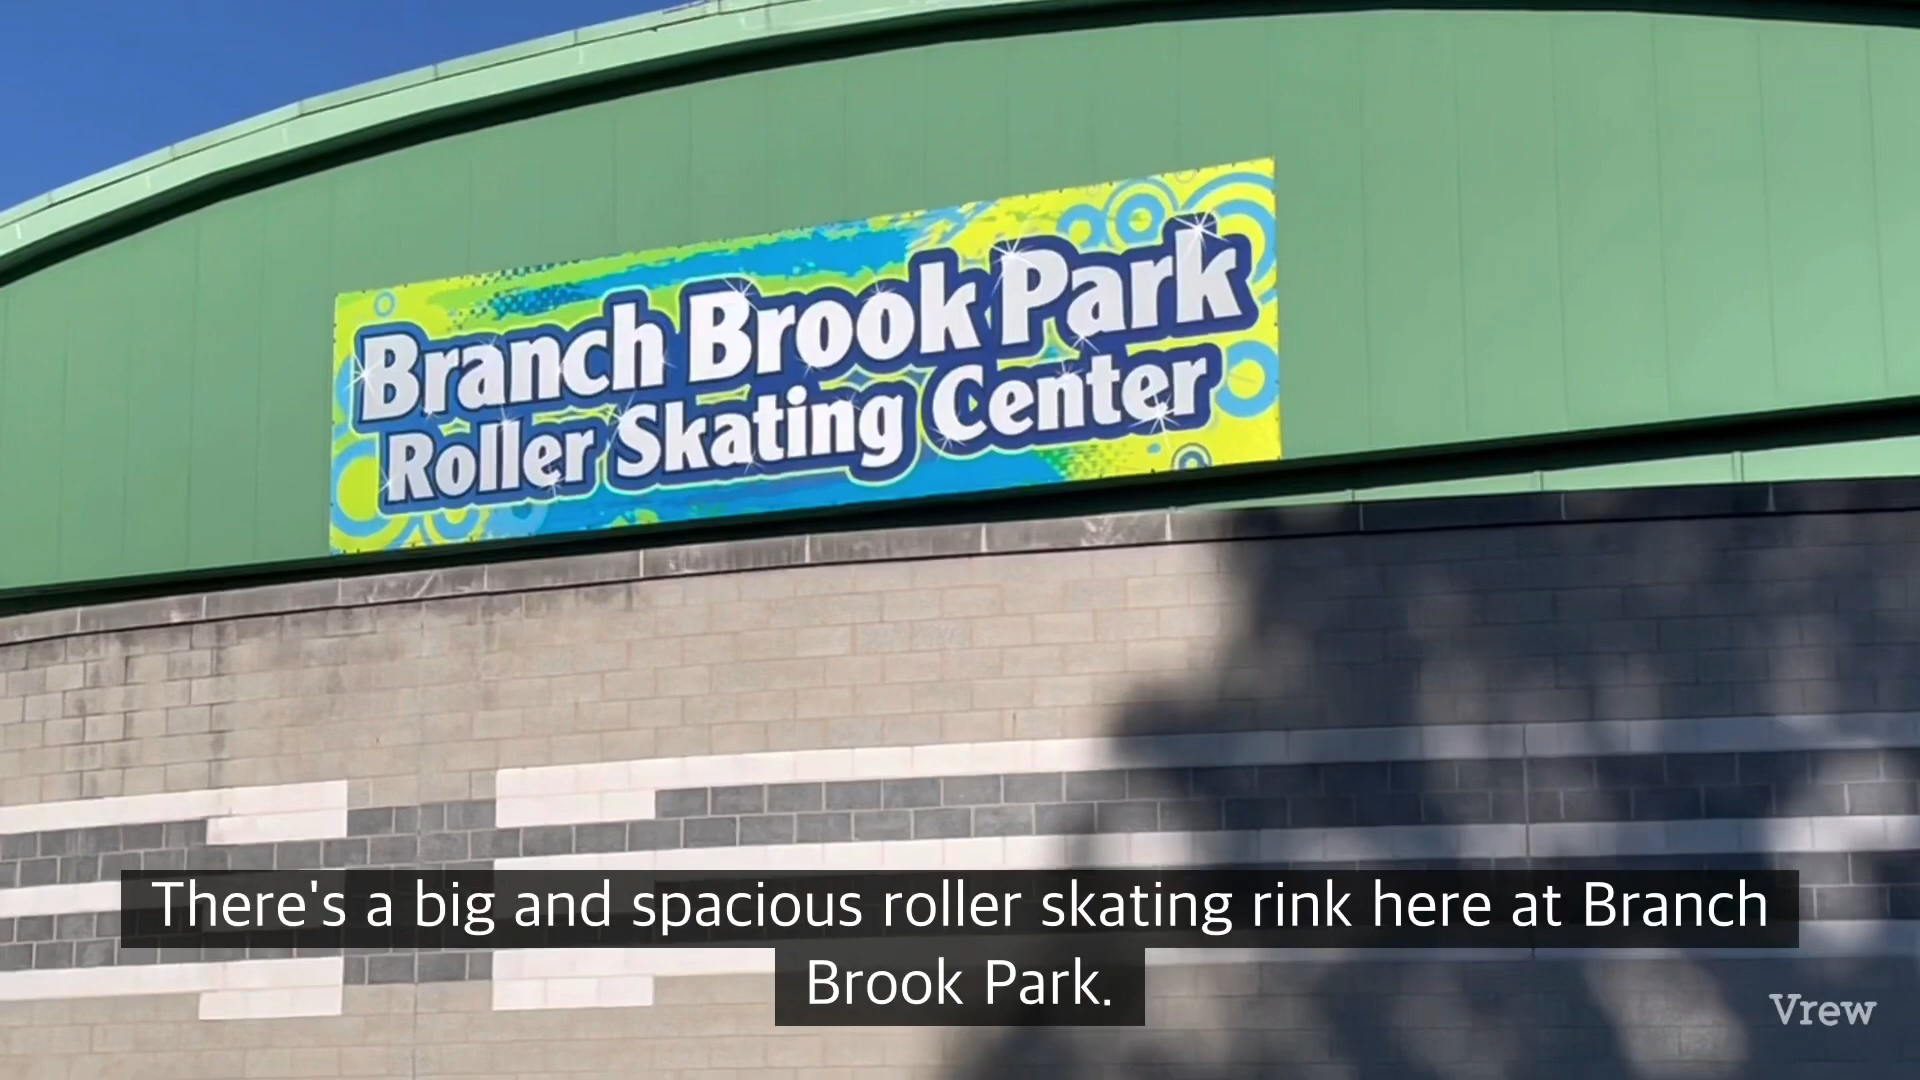 Branch Brook Park
Roller Skating Center
There's a big and spacious roller skating rink here at Branch
Brook Park.
Vrew